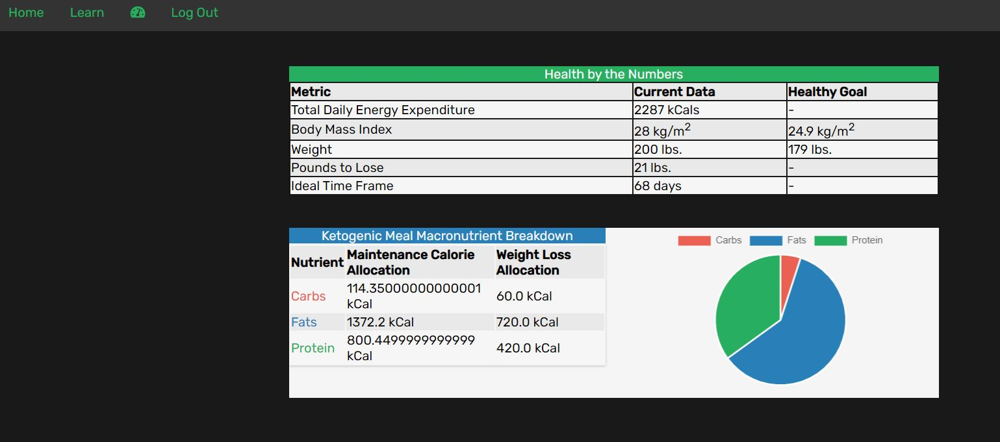 Home Learn Log Out
Health by the Numbers
Metric Current Data Healthy Goal
Total Daily Energy Expenditure 2287 kCals -
Body Mass Index 28 kg/m² 24.9 kg/m²
Weight 200 lbs. 179 lbs.
Pounds to Lose 21 lbs. -
Ideal Time Frame 68 days -
Ketogenic Meal Macronutrient Breakdown
Nutrient Maintenance Calorie Allocation Weight Loss Allocation
Carbs 114.35000000000001 kCal 60.0 kCal
Fats 1372.2 kCal 720.0 kCal
Protein 800.4499999999999 kCal 420.0 kCal
Carbs Fats Protein